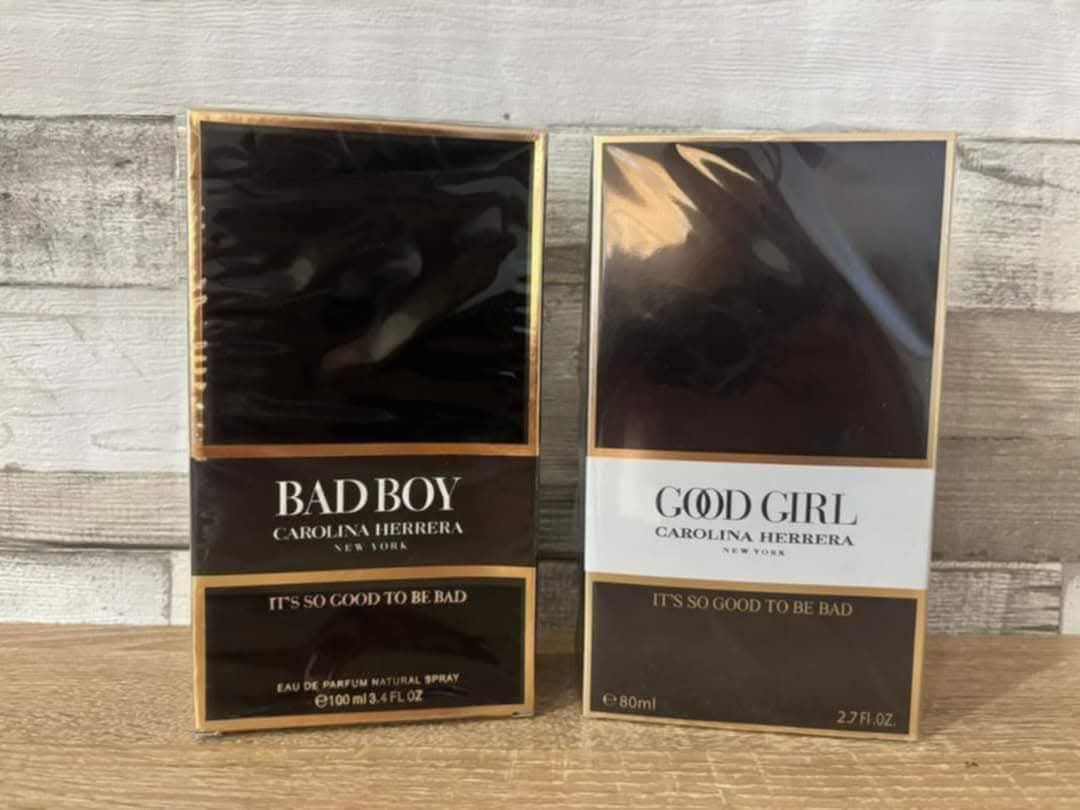 BAD BOY
CAROLINA HERRERA
NEW YORK
IT'S SO GOOD TO BE BAD
EAU DE PARFUM NATURAL SPRAY
℮100 ml 3.4 FL OZ
GOOD GIRL
CAROLINA HERRERA
NEW YORK
IT'S SO GOOD TO BE BAD
℮80ml
2.7 Fl .OZ.